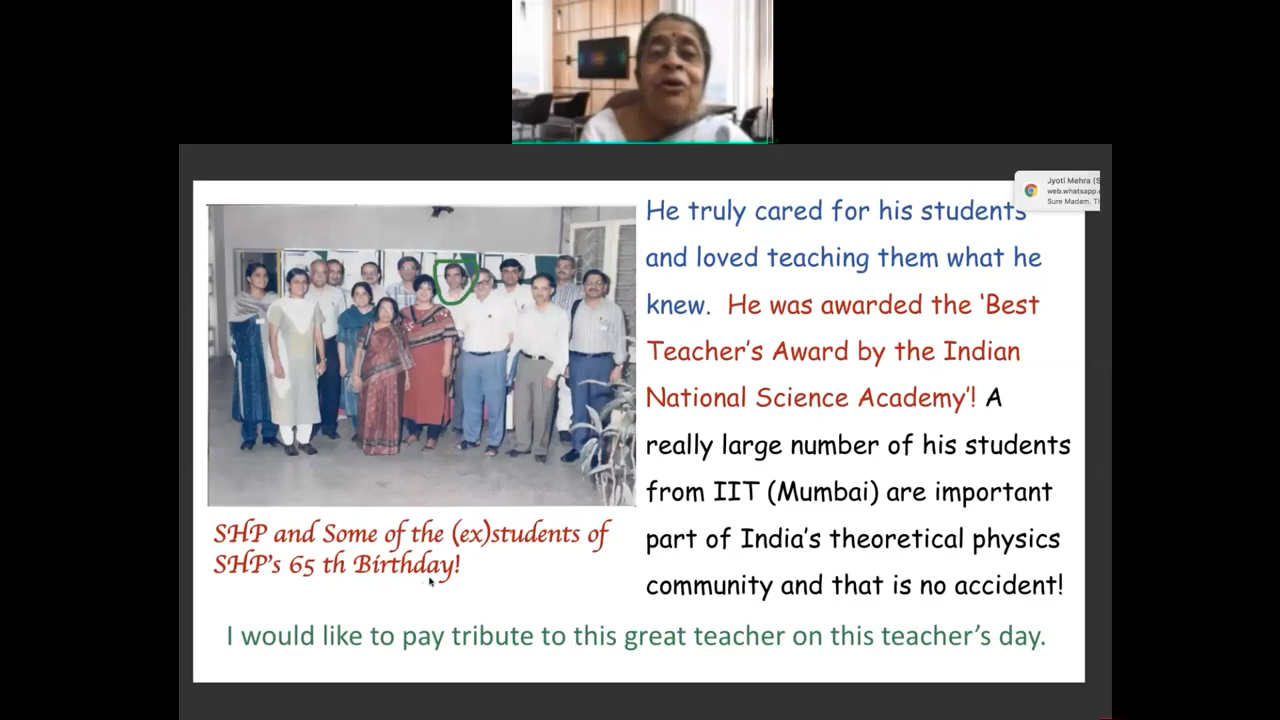 Jyoti Mehra (S
web.whatsapp.
Sure Madam.
He truly cared for his students
and loved teaching them what he
knew. He was awarded the ‘Best
Teacher’s Award by the Indian
National Science Academy’! A
really large number of his students
from IIT (Mumbai) are important
part of India’s theoretical physics
community and that is no accident!
SHP and Some of the (ex)students of
SHP’s 65 th Birthday!
I would like to pay tribute to this great teacher on this teacher’s day.